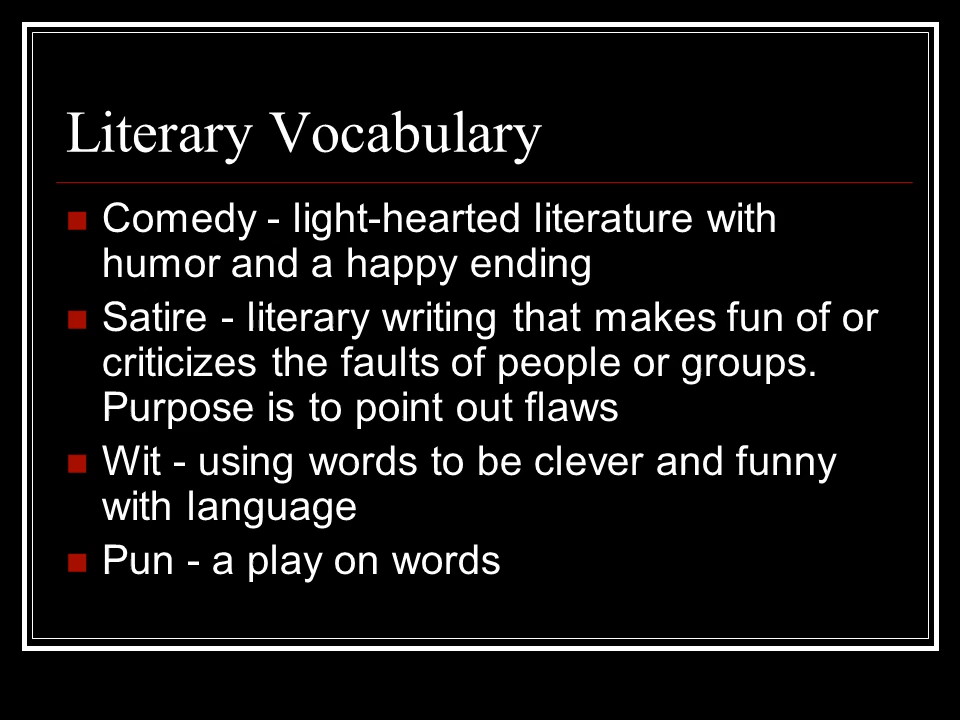 Literary Vocabulary
Comedy - light-hearted literature with
humor and a happy ending
Satire - literary writing that makes fun of or
criticizes the faults of people or groups.
Purpose is to point out flaws
Wit - using words to be clever and funny
with language
Pun - a play on words